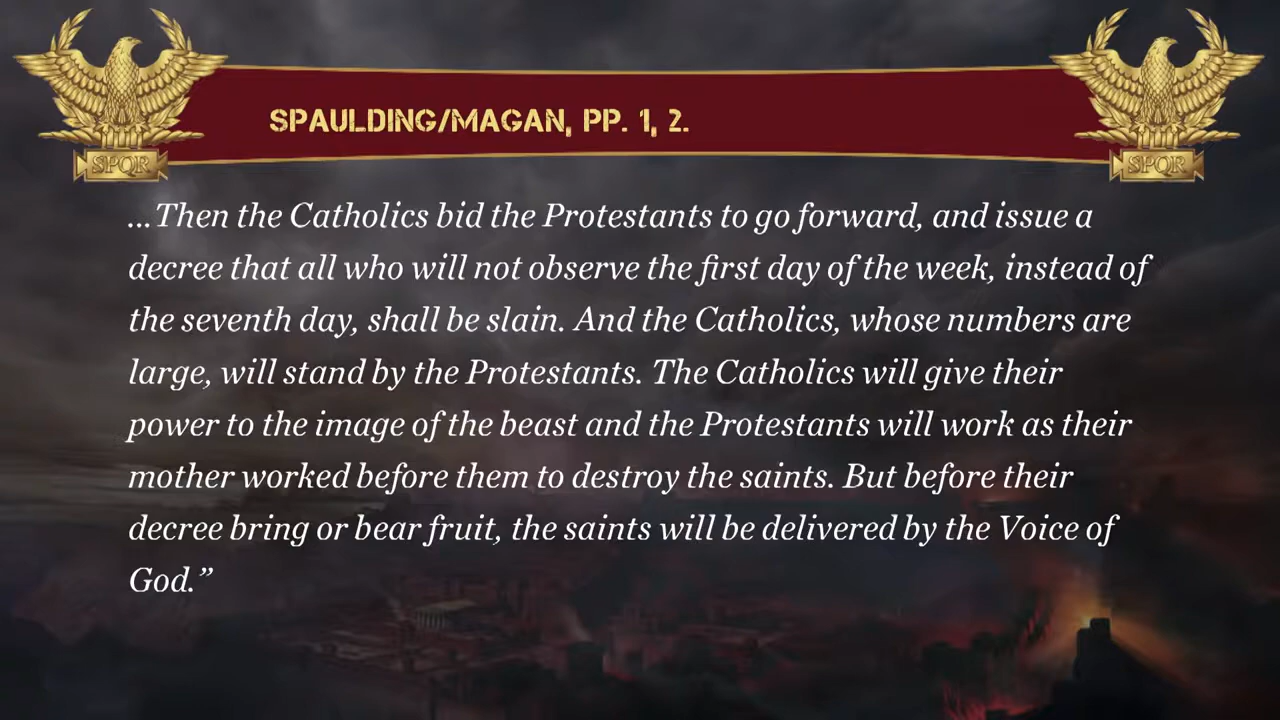 SPQR
SPQR
SPAULDING/MAGAN, PP. 1, 2.
...Then the Catholics bid the Protestants to go forward, and issue a
decree that all who will not observe the first day of the week, instead of
the seventh day, shall be slain. And the Catholics, whose numbers are
large, will stand by the Protestants. The Catholics will give their
power to the image of the beast and the Protestants will work as their
mother worked before them to destroy the saints. But before their
decree bring or bear fruit, the saints will be delivered by the Voice of
God.”